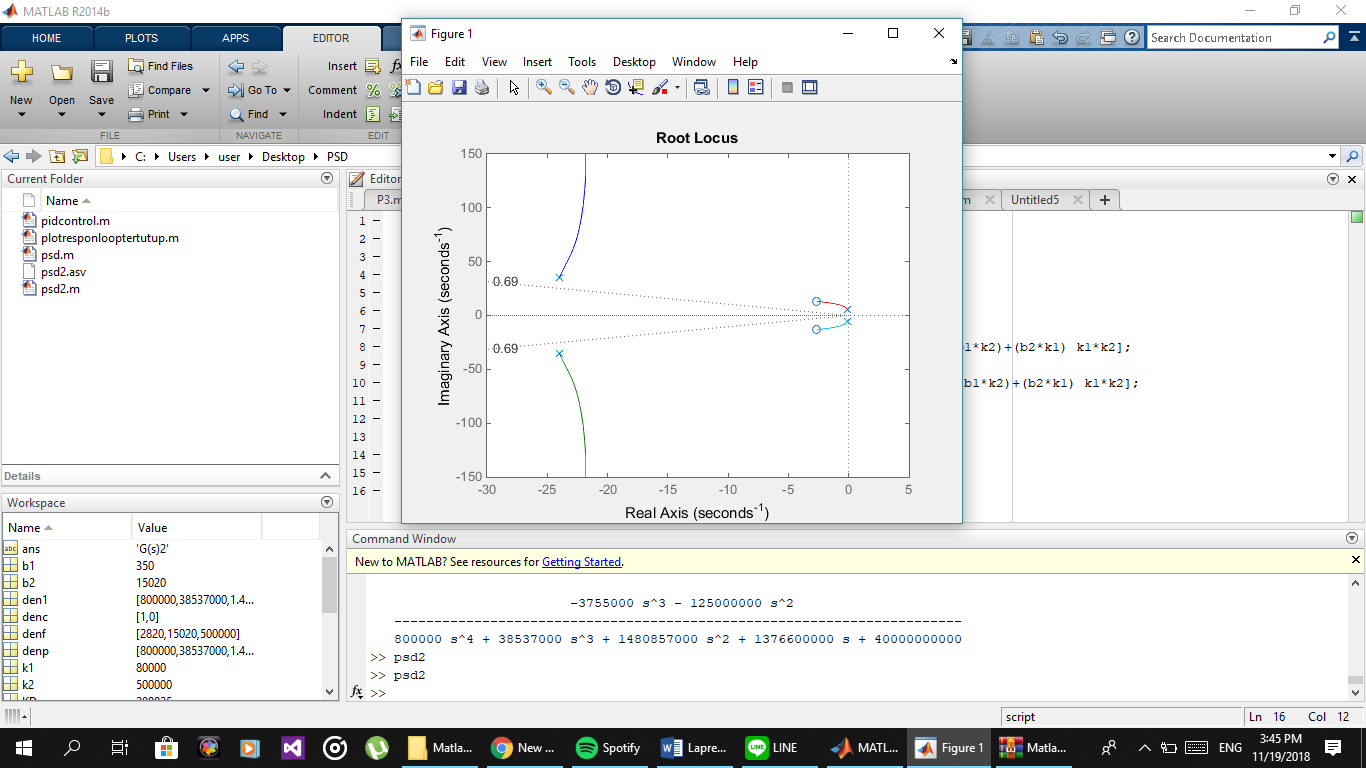 MATLAB R2014b
HOME PLOTS APPS EDITOR
Search Documentation
New Open Save
Find Files
Compare
Print
Go To
Find
Insert
Comment
Indent
FILE NAVIGATE EDIT
C: Users user Desktop PSD
Current Folder
Name
pidcontrol.m
plotresponlooptertutup.m
psd.m
psd2.asv
psd2.m
Details
Workspace
Name Value
ans 'G(s)2'
b1 350
b2 15020
den1 [800000,38537000,1.4...
denc [1,0]
denf [2820,15020,500000]
denp [800000,38537000,1.4...
k1 80000
k2 500000
Figure 1
File Edit View Insert Tools Desktop Window Help
Root Locus
150
100
50
0
-50
-100
-150
0.69
0.69
-30 -25 -20 -15 -10 -5 0 5
Imaginary Axis (seconds-1)
Real Axis (seconds-1)
Editor
P3.m
Untitled5
1
2
3
4
5
6
7
8 1*k2)+(b2*k1) k1*k2];
9
10 b1*k2)+(b2*k1) k1*k2];
11
12
13
14
15
16
Command Window
New to MATLAB? See resources for Getting Started.
-3755000 s^3 - 125000000 s^2
---------------------------------------------------------------------------
800000 s^4 + 38537000 s^3 + 1480857000 s^2 + 1376600000 s + 40000000000
>> psd2
>> psd2
fx >>
script Ln 16 Col 12
Matla... New ... Spotify Lapre... LINE MATL... Figure 1 Matla... ENG 3:45 PM
11/19/2018